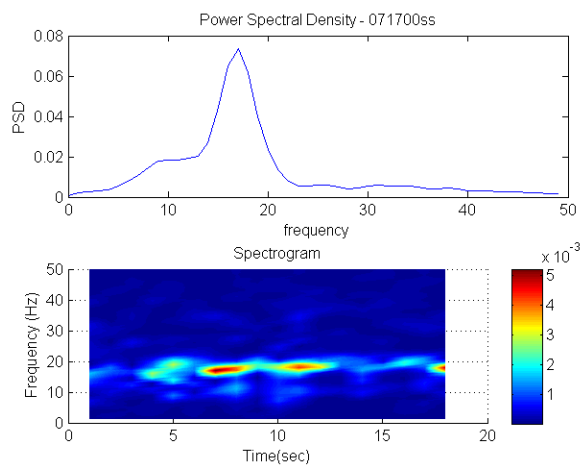 Power Spectral Density - 071700ss
0.08
0.06
0.04
0.02
0
PSD
0 10 20 30 40 50
frequency
Spectrogram
x 10 -3
50
40
30
20
10
0
Frequency (Hz)
0 5 10 15 20
Time(sec)
5
4
3
2
1